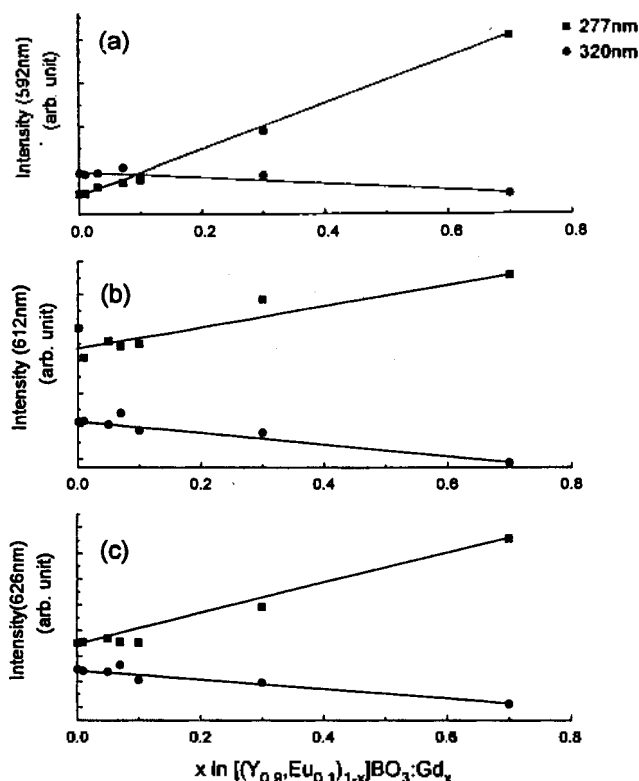 (a)
277nm
320nm
Intensity (592nm)
(arb. unit)
0.0 0.2 0.4 0.6 0.8
(b)
Intensity (612nm)
(arb. unit)
0.0 0.2 0.4 0.6 0.8
(c)
Intensity(626nm)
(arb. unit)
0.0 0.2 0.4 0.6 0.8
x in [(Y0.9,Eu0.1)1-x]BO3:Gdx